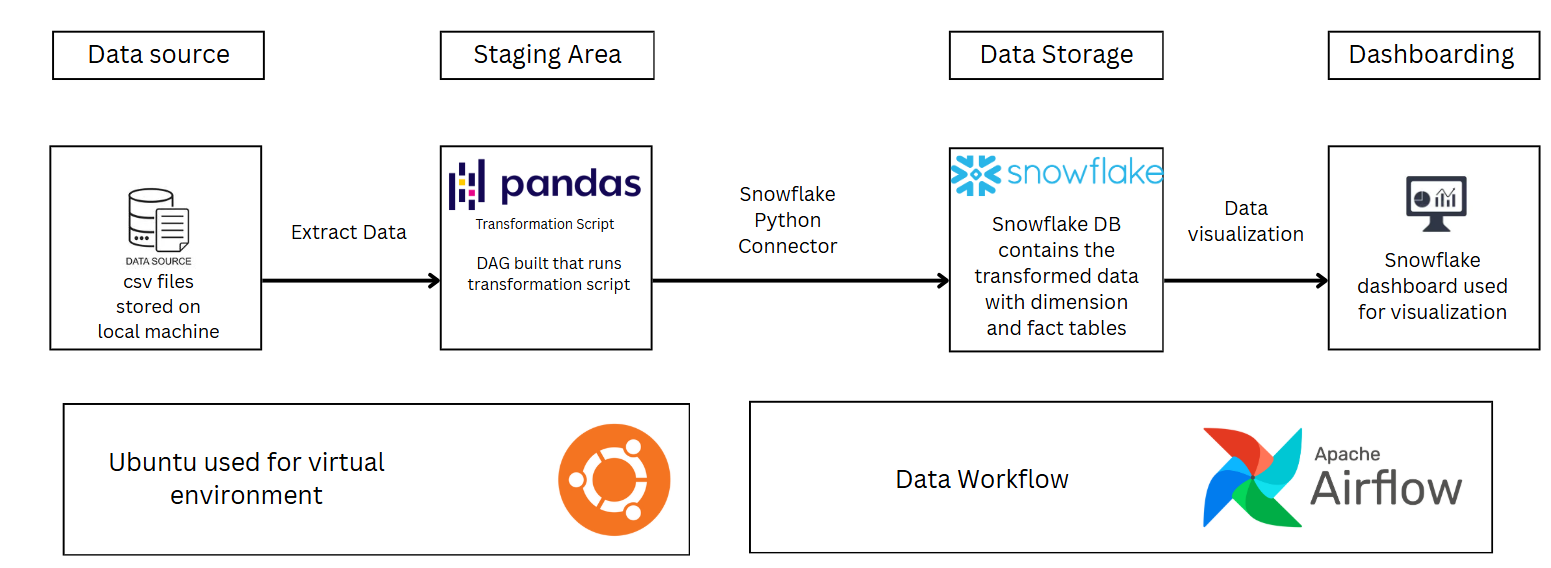 Data source
Staging Area
Data Storage
Dashboarding
DATA SOURCE
csv files
stored on
local machine
Extract Data
pandas
Transformation Script
DAG built that runs
transformation script
Snowflake
Python
Connector
snowflake
Snowflake DB
contains the
transformed data
with dimension
and fact tables
Data
visualization
Snowflake
dashboard used
for visualization
Ubuntu used for virtual
environment
Data Workflow
Apache
Airflow